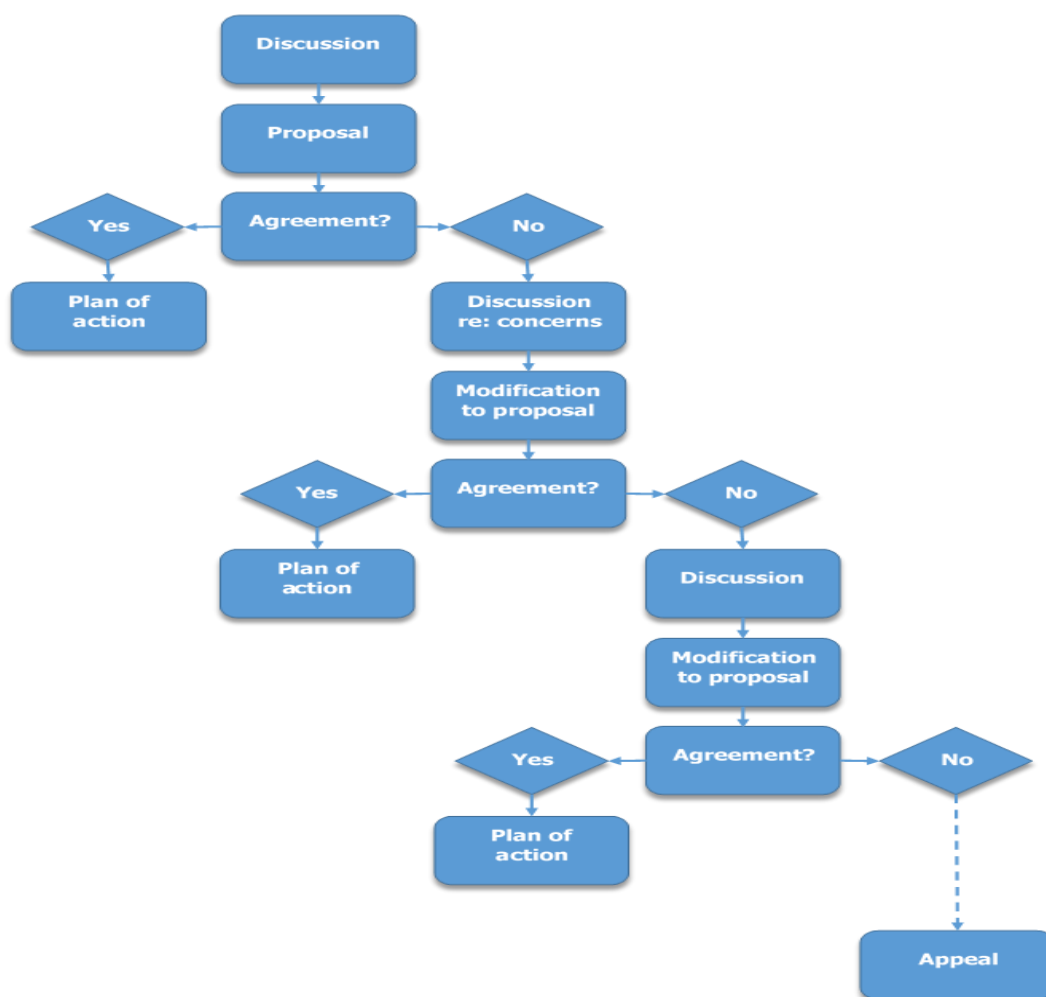 Discussion
Proposal
Agreement?
Yes
No
Plan of
action
Discussion
re: concerns
Modification
to proposal
Agreement?
Yes
No
Plan of
action
Discussion
Modification
to proposal
Agreement?
Yes
No
Plan of
action
Appeal